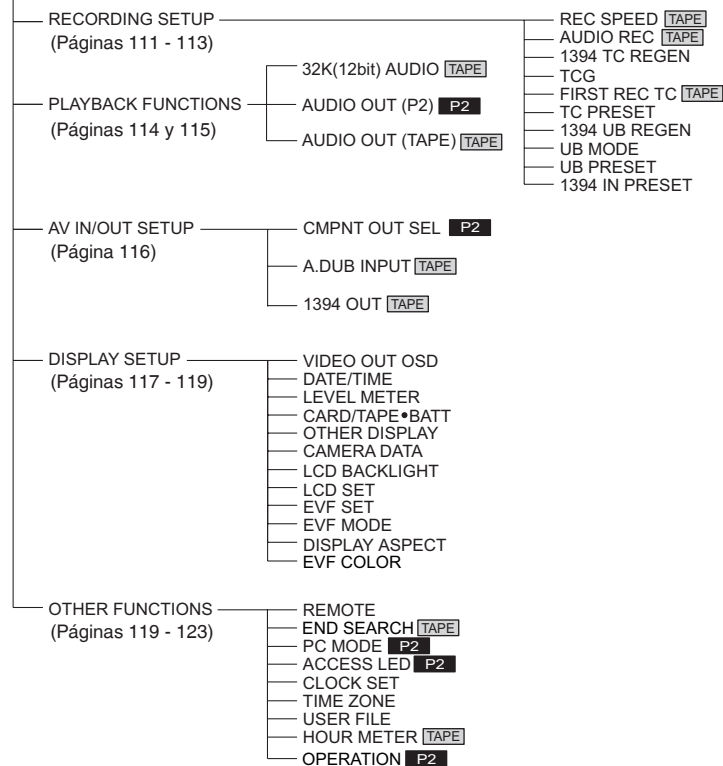 RECORDING SETUP
(Páginas 111 - 113)
REC SPEED TAPE
AUDIO REC TAPE
1394 TC REGEN
TCG
FIRST REC TC TAPE
TC PRESET
1394 UB REGEN
UB MODE
UB PRESET
1394 IN PRESET
PLAYBACK FUNCTIONS
(Páginas 114 y 115)
32K(12bit) AUDIO TAPE
AUDIO OUT (P2) P2
AUDIO OUT (TAPE) TAPE
AV IN/OUT SETUP
(Página 116)
CMPNT OUT SEL P2
A.DUB INPUT TAPE
1394 OUT TAPE
DISPLAY SETUP
(Páginas 117 - 119)
VIDEO OUT OSD
DATE/TIME
LEVEL METER
CARD/TAPE•BATT
OTHER DISPLAY
CAMERA DATA
LCD BACKLIGHT
LCD SET
EVF SET
EVF MODE
DISPLAY ASPECT
EVF COLOR
OTHER FUNCTIONS
(Páginas 119 - 123)
REMOTE
END SEARCH TAPE
PC MODE P2
ACCESS LED P2
CLOCK SET
TIME ZONE
USER FILE
HOUR METER TAPE
OPERATION P2